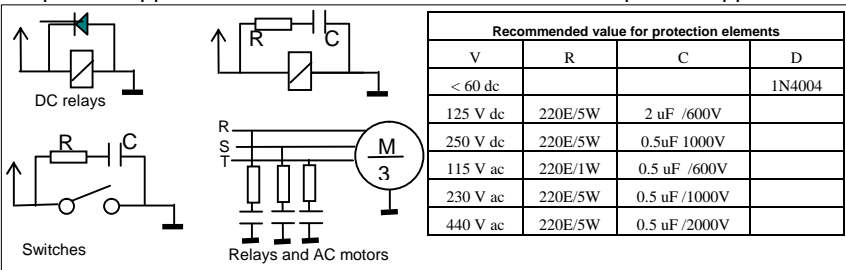 R C
DC relays
R C
Switches
R
S
T
M
3
Relays and AC motors
Recommended value for protection elements
V R C D
< 60 dc 1N4004
125 V dc 220E/5W 2 uF /600V
250 V dc 220E/5W 0.5uF 1000V
115 V ac 220E/1W 0.5 uF /600V
230 V ac 220E/5W 0.5 uF /1000V
440 V ac 220E/5W 0.5 uF /2000V